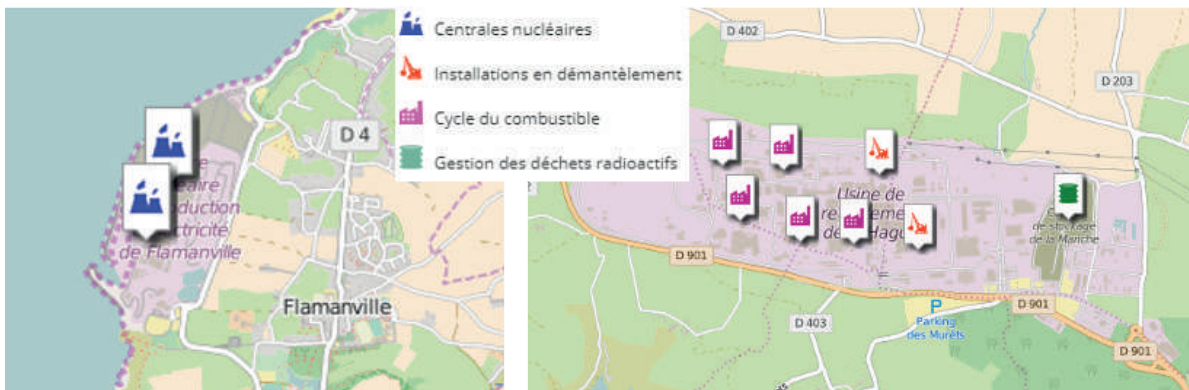 Centrales nucléaires
Installations en démantèlement
Cycle du combustible
Gestion des déchets radioactifs
D 4
de Flamanville
Flamanville
D 402
D 203
Usine de
de stockage
de la Manche
D 901
D 901
D 403
P
Parking
des Murêts
D 901